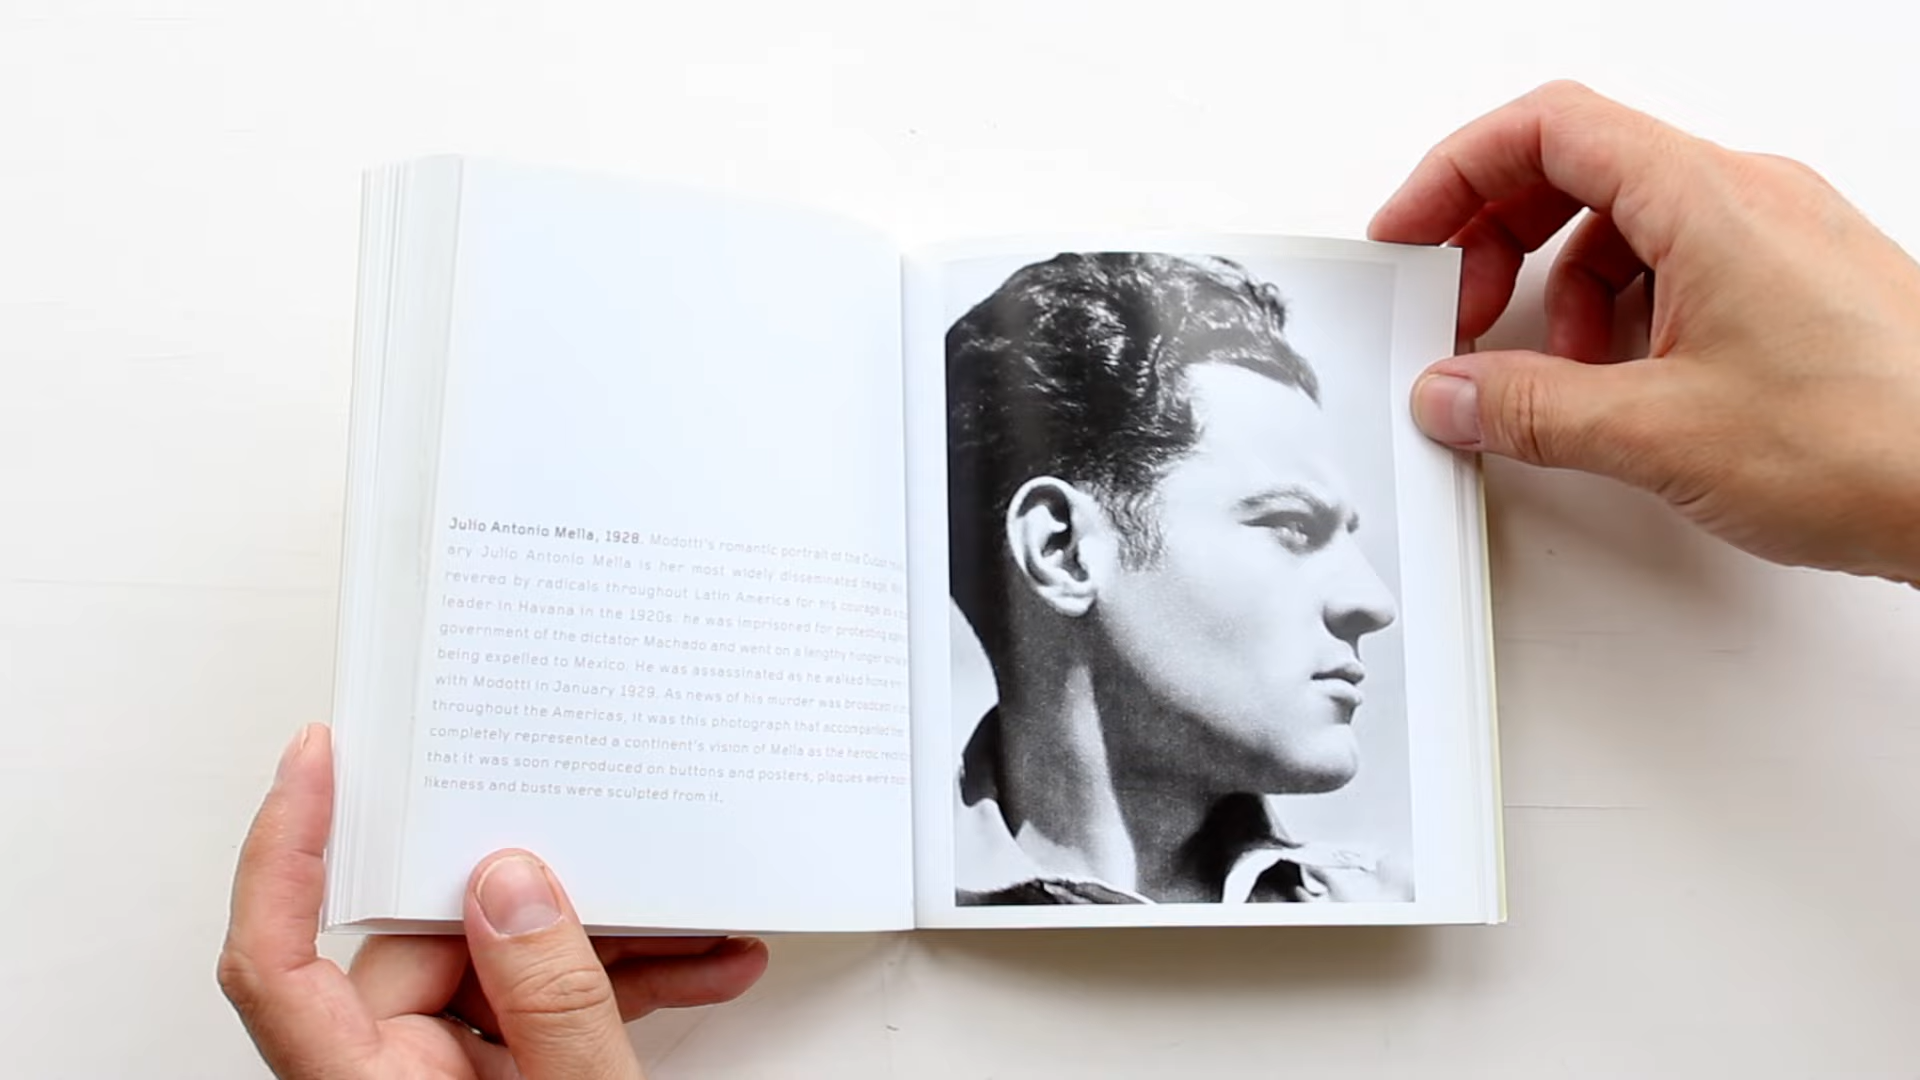 Julio Antonio Mella, 1928. Modotti's romantic portrait of the Cuban
ary Julio Antonio Mella is her most widely disseminated image.
revered by radicals throughout Latin America for his courage as a
leader in Havana in the 1920s: he was imprisoned for protesting
government of the dictator Machado and went on a lengthy hunger
being expelled to Mexico. He was assassinated as he walked home
with Modotti in January 1929. As news of his murder was broadcast
throughout the Americas, it was this photograph that accompanied
completely represented a continent's vision of Mella as the heroic
that it was soon reproduced on buttons and posters, plaques were
likeness and busts were sculpted from it.